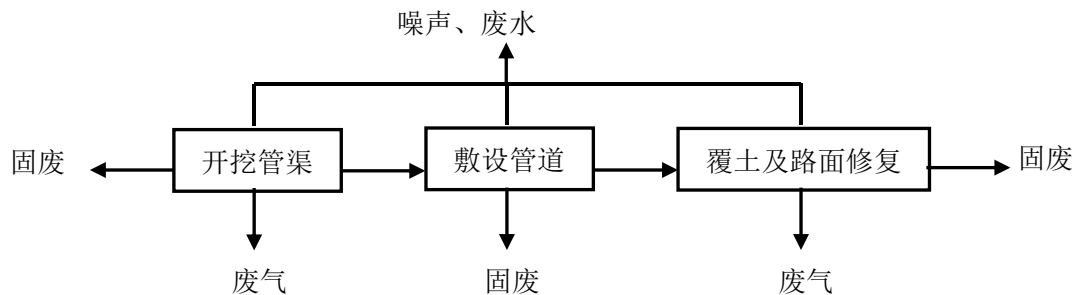 噪声、废水
固废
开挖管渠
敷设管道
覆土及路面修复
固废
废气
固废
废气